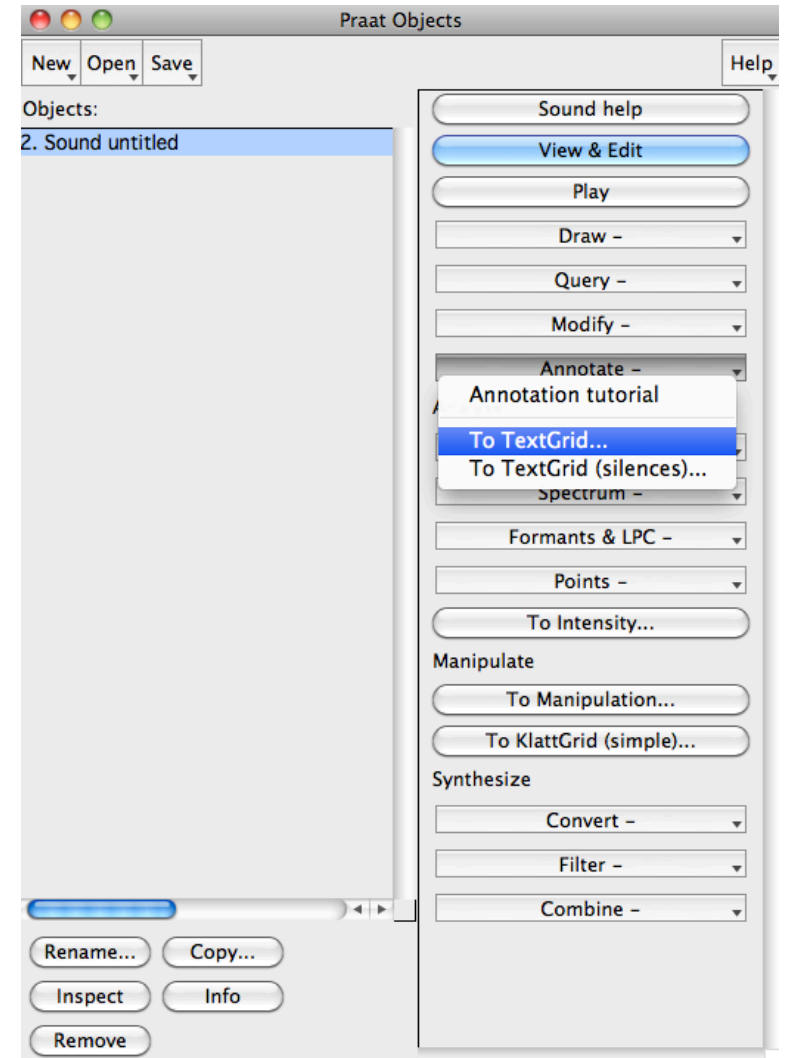 Praat Objects
New Open Save Help
Objects:
2. Sound untitled
Sound help
View & Edit
Play
Draw –
Query –
Modify –
Annotate –
Annotation tutorial
To TextGrid...
To TextGrid (silences)...
Spectrum –
Formants & LPC –
Points –
To Intensity...
Manipulate
To Manipulation...
To KlattGrid (simple)...
Synthesize
Convert –
Filter –
Combine –
Rename... Copy...
Inspect Info
Remove